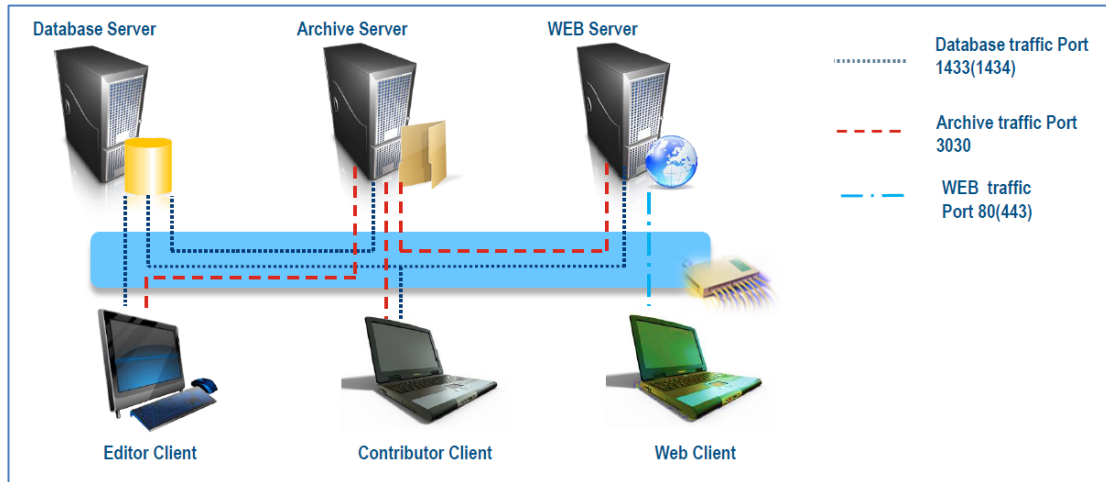 Database Server
Archive Server
WEB Server
Database traffic Port
1433(1434)
Archive traffic Port
3030
WEB  traffic
Port 80(443)
Editor Client
Contributor Client
Web Client